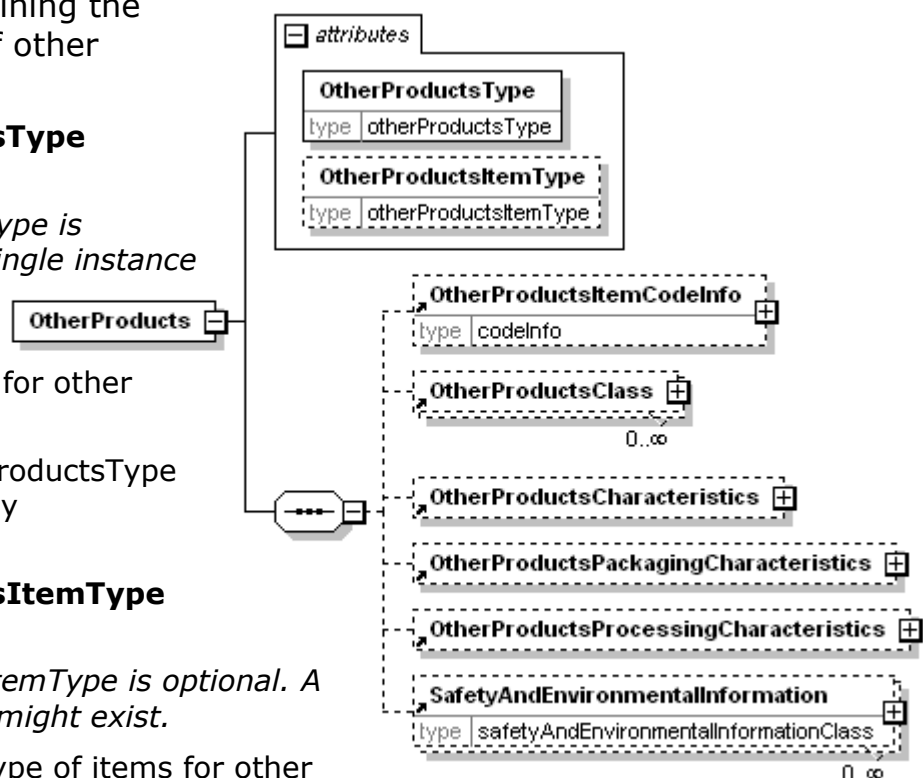 ining the
f other
sType
ype is
ingle instance
for other
roductsType
y
sItemType
temType is optional. A
might exist.
ype of items for other
attributes
OtherProductsType
type otherProductsType
OtherProductsItemType
type otherProductsItemType
OtherProducts
OtherProductsItemCodeInfo
type codeInfo
OtherProductsClass
0..∞
OtherProductsCharacteristics
OtherProductsPackagingCharacteristics
OtherProductsProcessingCharacteristics
SafetyAndEnvironmentalInformation
type safetyAndEnvironmentalInformationClass
0..∞